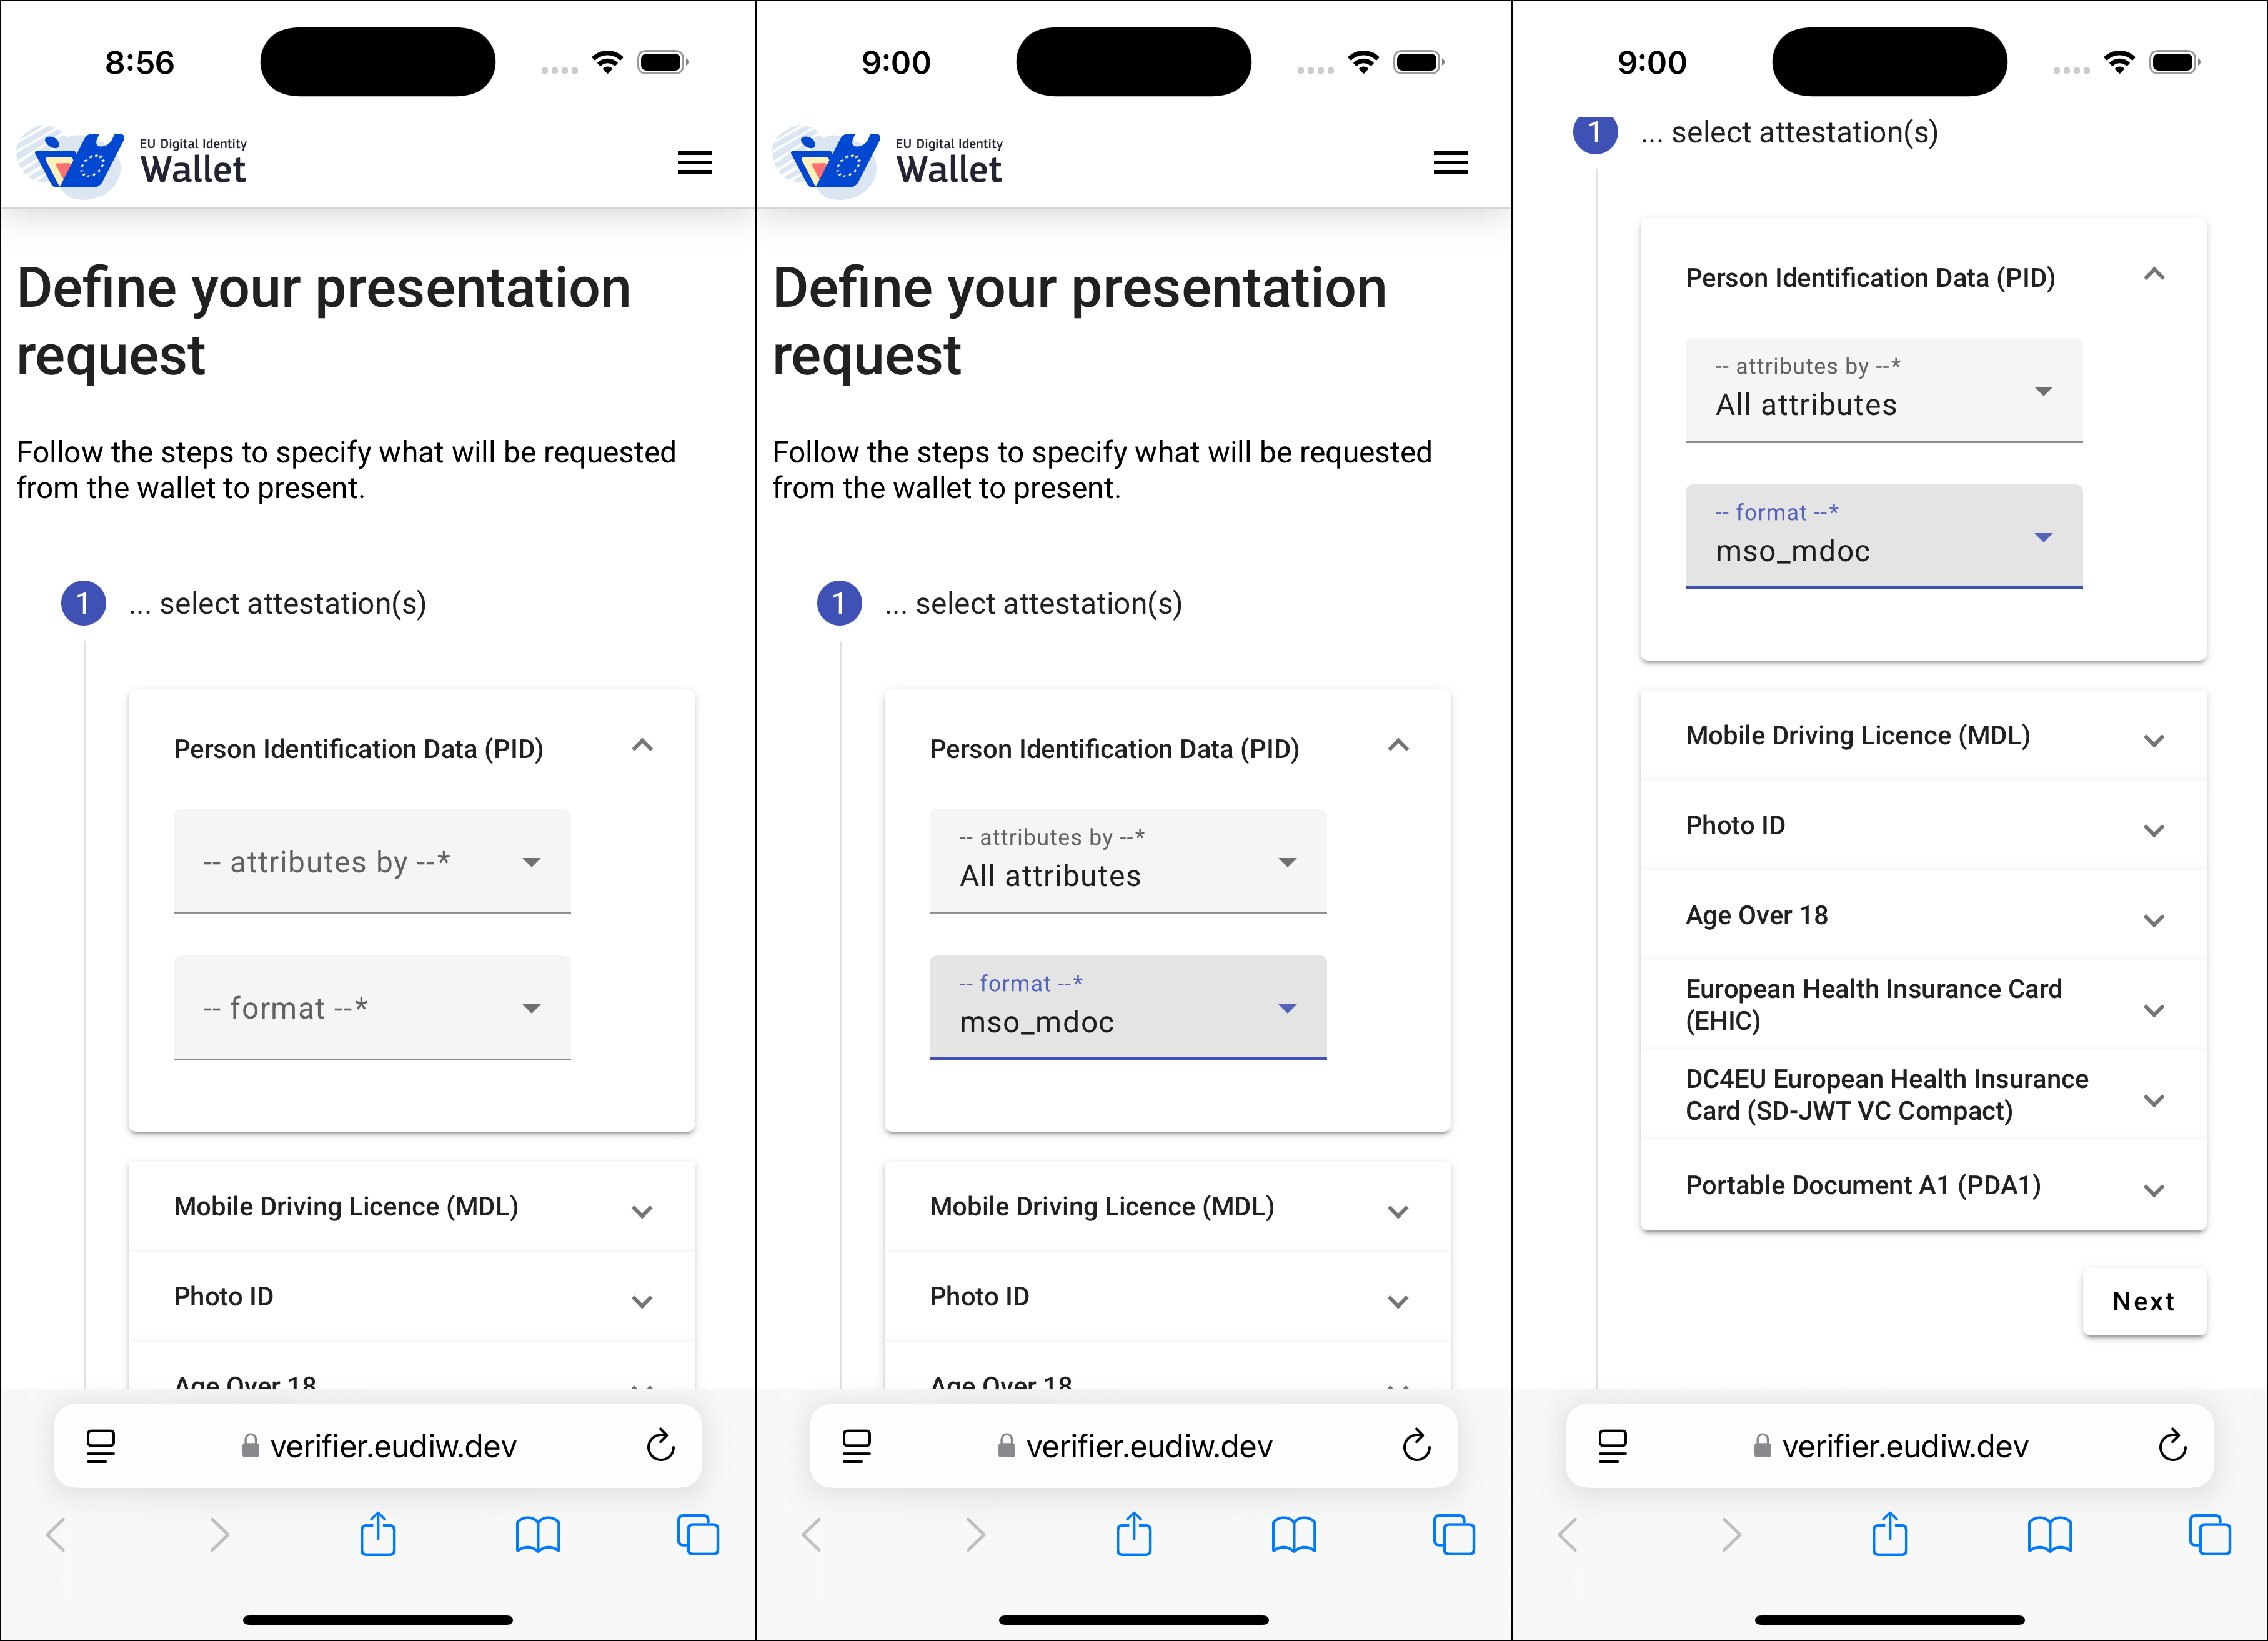 8:56
EU Digital Identity
Wallet
Define your presentation
request
Follow the steps to specify what will be requested
from the wallet to present.
1 ... select attestation(s)
Person Identification Data (PID)
-- attributes by --*
-- format --*
Mobile Driving Licence (MDL)
Photo ID
Age Over 18
verifier.eudiw.dev
9:00
EU Digital Identity
Wallet
Define your presentation
request
Follow the steps to specify what will be requested
from the wallet to present.
1 ... select attestation(s)
Person Identification Data (PID)
-- attributes by --*
All attributes
-- format --*
mso_mdoc
Mobile Driving Licence (MDL)
Photo ID
Age Over 18
verifier.eudiw.dev
9:00
1 ... select attestation(s)
Person Identification Data (PID)
-- attributes by --*
All attributes
-- format --*
mso_mdoc
Mobile Driving Licence (MDL)
Photo ID
Age Over 18
European Health Insurance Card
(EHIC)
DC4EU European Health Insurance
Card (SD-JWT VC Compact)
Portable Document A1 (PDA1)
Next
verifier.eudiw.dev